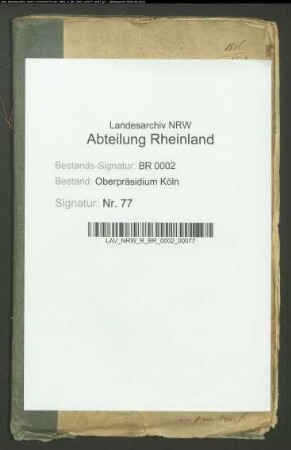 Landesarchiv NRW
Abteilung Rheinland
Bestands-Signatur: BR 0002
Bestand: Oberpräsidium Köln
Signatur: Nr. 77
LAV_NRW_R_BR_0002_00077